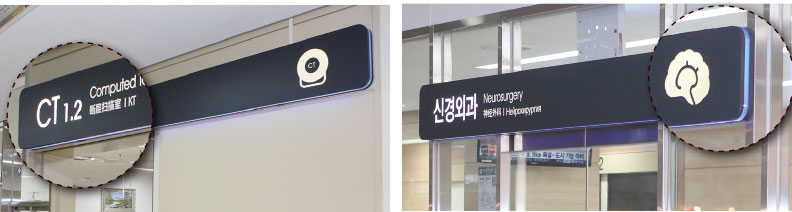 CT 1.2
Computed
断层扫描室 | KT
CT
신경외과
Neurosurgery
神经外科 | Нейрохирургия
2